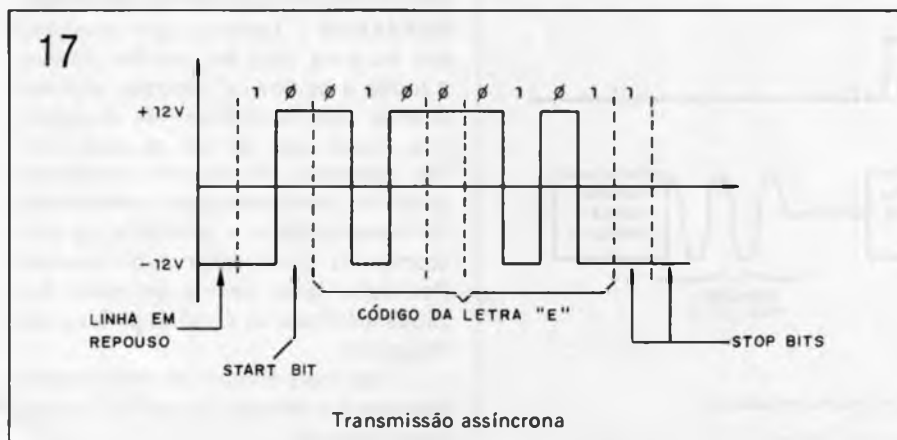 17
1 Ø Ø 1 Ø Ø Ø 1 Ø 1 1
+12V
−12V
LINHA EM
REPOUSO
START BIT
CÓDIGO DA LETRA "E"
STOP BITS
Transmissão assíncrona